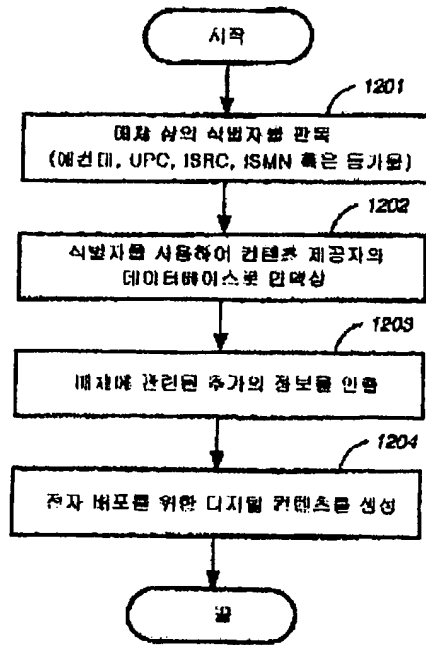 시작
1201
매체 상의 식별자를 판독
(예컨대, UPC, ISRC, ISMN 혹은 등가물)
1202
식별자를 사용하여 컨텐츠 제공자의
데이터베이스로 인덱싱
1203
매체에 관련된 추가의 정보를 인출
1204
전자 배포를 위한 디지털 컨텐츠를 생성
끝